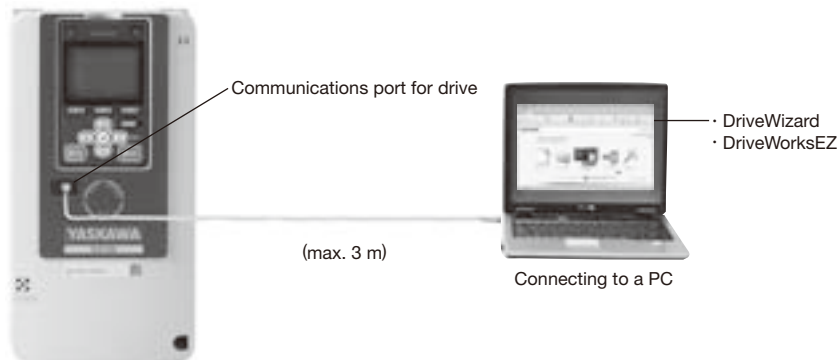 Communications port for drive
· DriveWizard
· DriveWorksEZ
YASKAWA
(max. 3 m)
Connecting to a PC